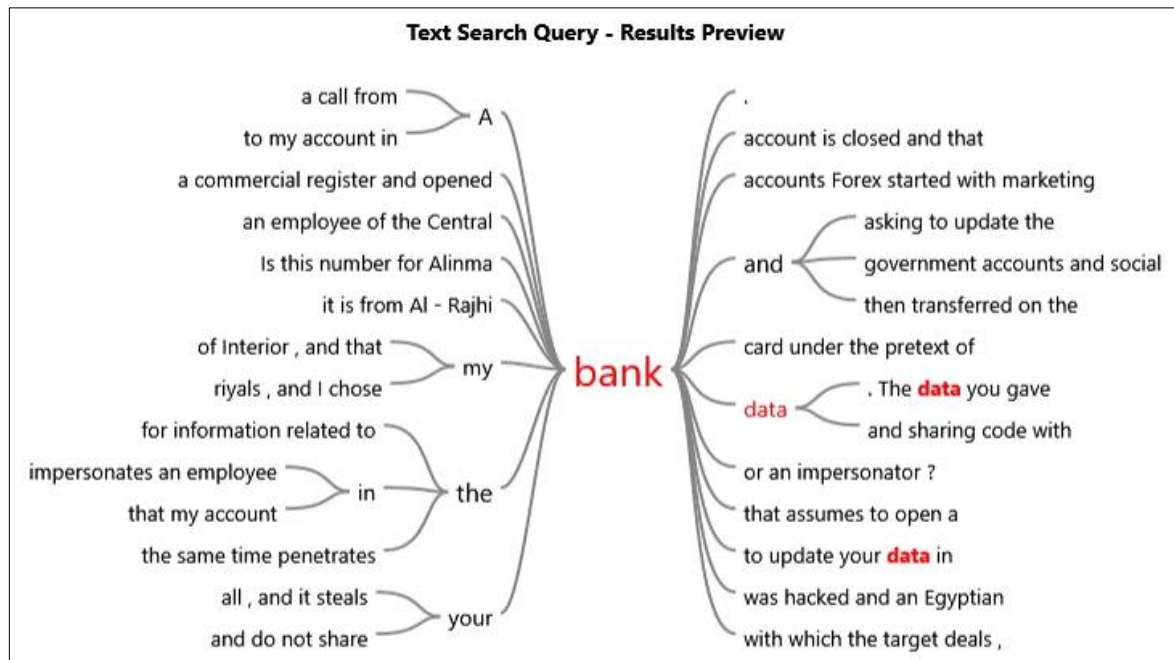 Text Search Query - Results Preview
a call from
to my account in
A
a commercial register and opened
an employee of the Central
Is this number for Alinma
it is from Al - Rajhi
of Interior , and that
riyals , and I chose
my
for information related to
impersonates an employee
that my account
in
the same time penetrates
the
all , and it steals
and do not share
your
bank
.
account is closed and that
accounts Forex started with marketing
and
asking to update the
government accounts and social
then transferred on the
card under the pretext of
data
. The data you gave
and sharing code with
or an impersonator ?
that assumes to open a
to update your data in
was hacked and an Egyptian
with which the target deals ,